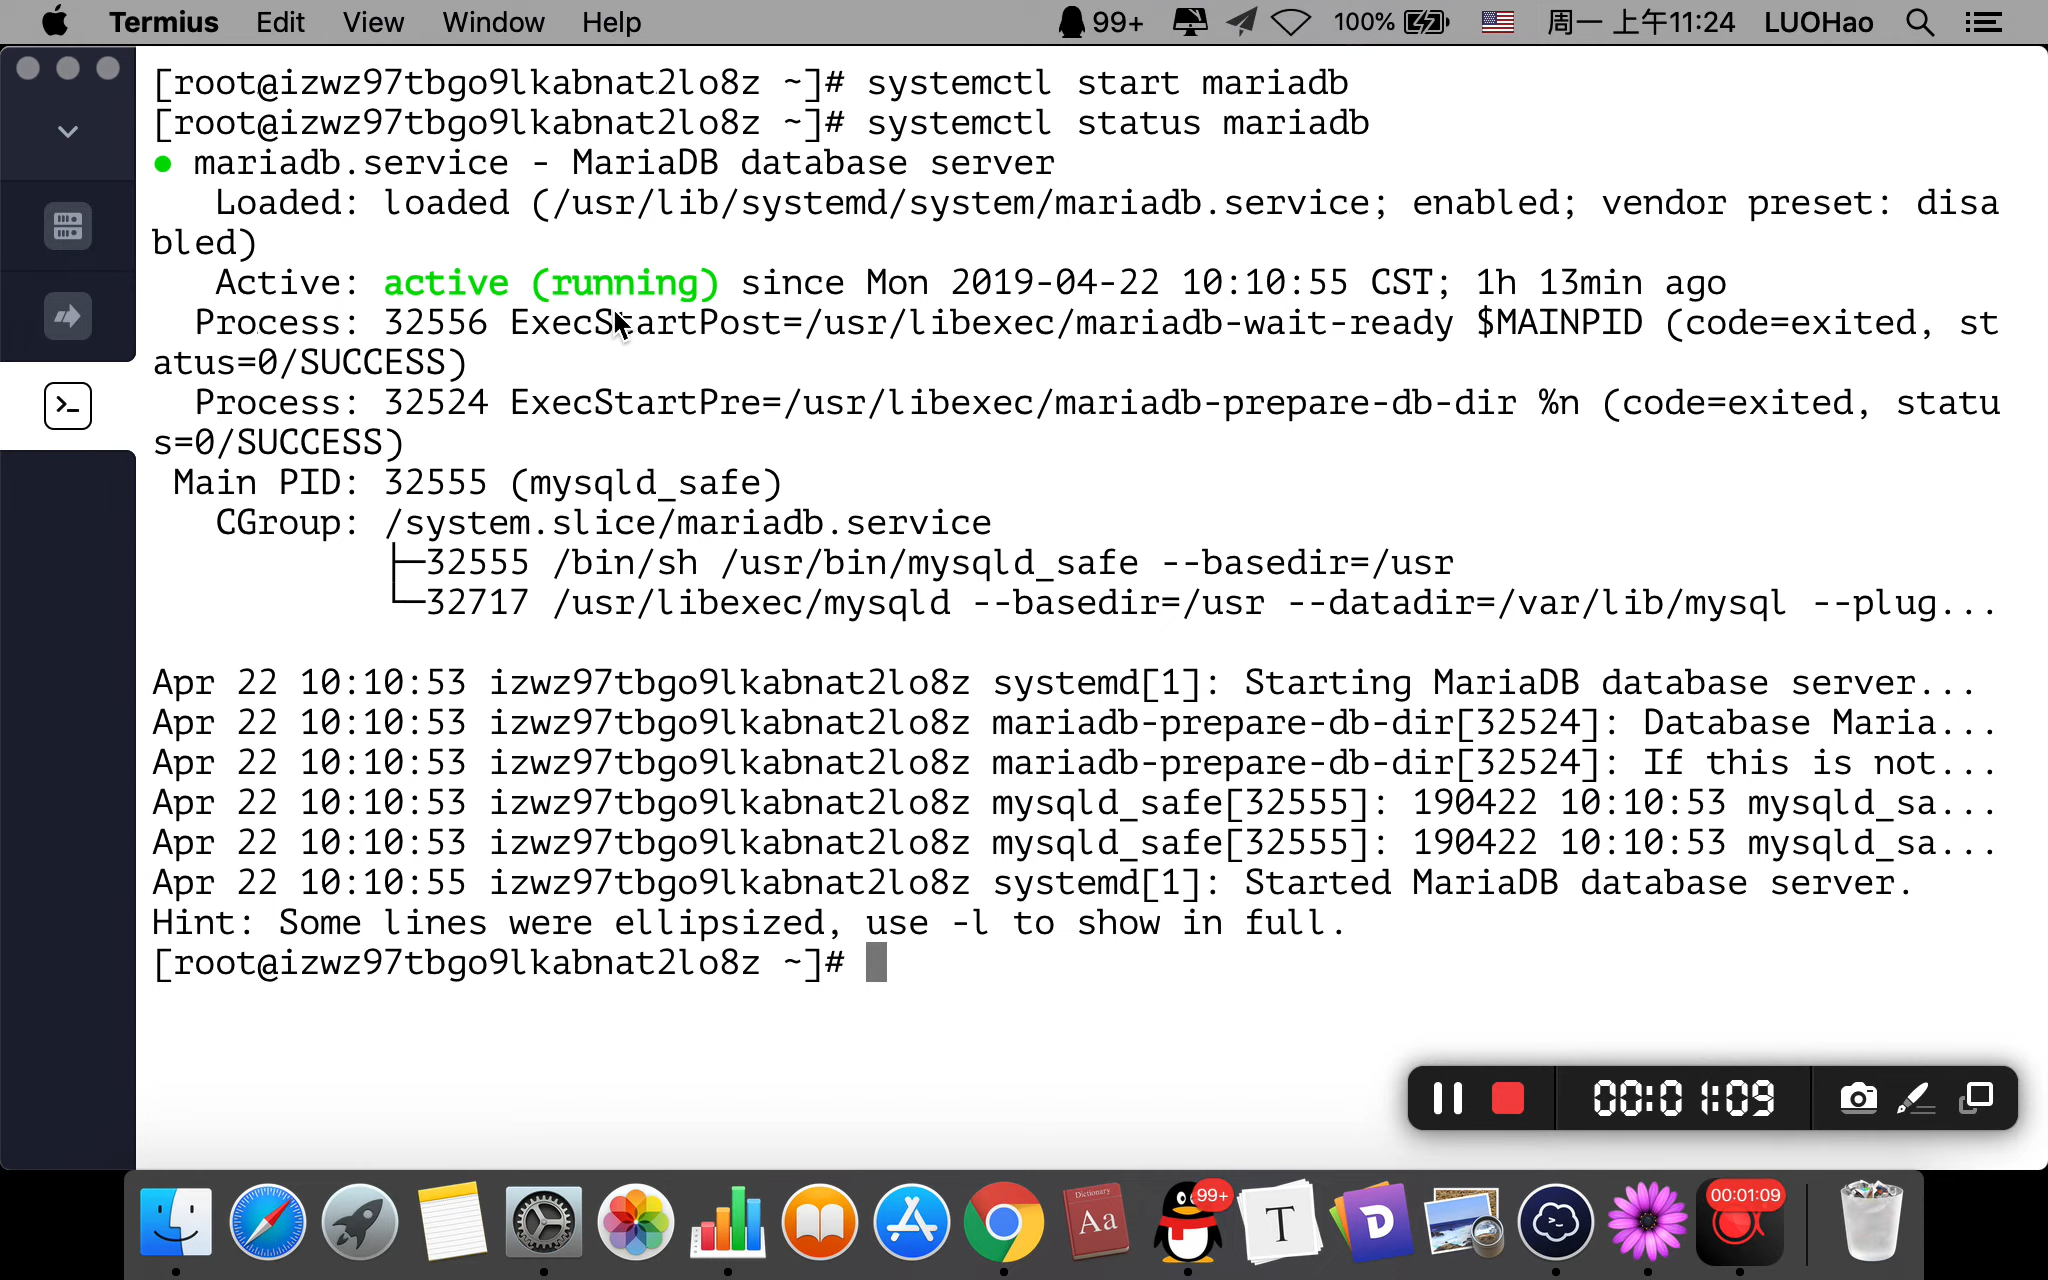 Termius Edit View Window Help 99+ 100% 周一 上午11:24 LUOHao
[root@izwz97tbgo9lkabnat2lo8z ~]# systemctl start mariadb
[root@izwz97tbgo9lkabnat2lo8z ~]# systemctl status mariadb
● mariadb.service - MariaDB database server
Loaded: loaded (/usr/lib/systemd/system/mariadb.service; enabled; vendor preset: disa
bled)
Active: active (running) since Mon 2019-04-22 10:10:55 CST; 1h 13min ago
Process: 32556 ExecStartPost=/usr/libexec/mariadb-wait-ready $MAINPID (code=exited, st
atus=0/SUCCESS)
Process: 32524 ExecStartPre=/usr/libexec/mariadb-prepare-db-dir %n (code=exited, statu
s=0/SUCCESS)
Main PID: 32555 (mysqld_safe)
CGroup: /system.slice/mariadb.service
├─32555 /bin/sh /usr/bin/mysqld_safe --basedir=/usr
└─32717 /usr/libexec/mysqld --basedir=/usr --datadir=/var/lib/mysql --plug...
Apr 22 10:10:53 izwz97tbgo9lkabnat2lo8z systemd[1]: Starting MariaDB database server...
Apr 22 10:10:53 izwz97tbgo9lkabnat2lo8z mariadb-prepare-db-dir[32524]: Database Maria...
Apr 22 10:10:53 izwz97tbgo9lkabnat2lo8z mariadb-prepare-db-dir[32524]: If this is not...
Apr 22 10:10:53 izwz97tbgo9lkabnat2lo8z mysqld_safe[32555]: 190422 10:10:53 mysqld_sa...
Apr 22 10:10:53 izwz97tbgo9lkabnat2lo8z mysqld_safe[32555]: 190422 10:10:53 mysqld_sa...
Apr 22 10:10:55 izwz97tbgo9lkabnat2lo8z systemd[1]: Started MariaDB database server.
Hint: Some lines were ellipsized, use -l to show in full.
[root@izwz97tbgo9lkabnat2lo8z ~]#
00:01:09
Dictionary
Aa
99+
T
D
00:01:09